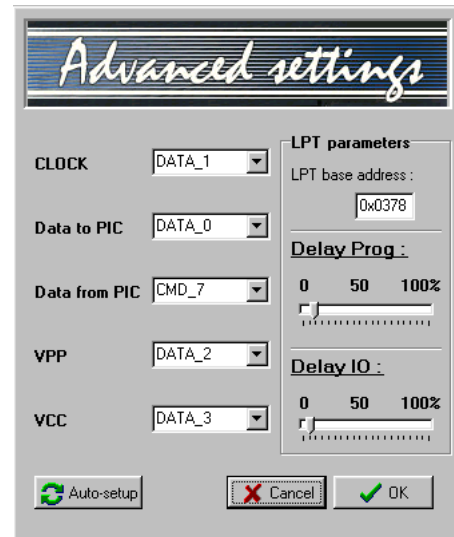 Advanced settings
CLOCK
DATA_1
Data to PIC
DATA_0
Data from PIC
CMD_7
VPP
DATA_2
VCC
DATA_3
LPT parameters
LPT base address :
0x0378
Delay Prog :
0 50 100%
Delay IO :
0 50 100%
Auto-setup
Cancel
OK